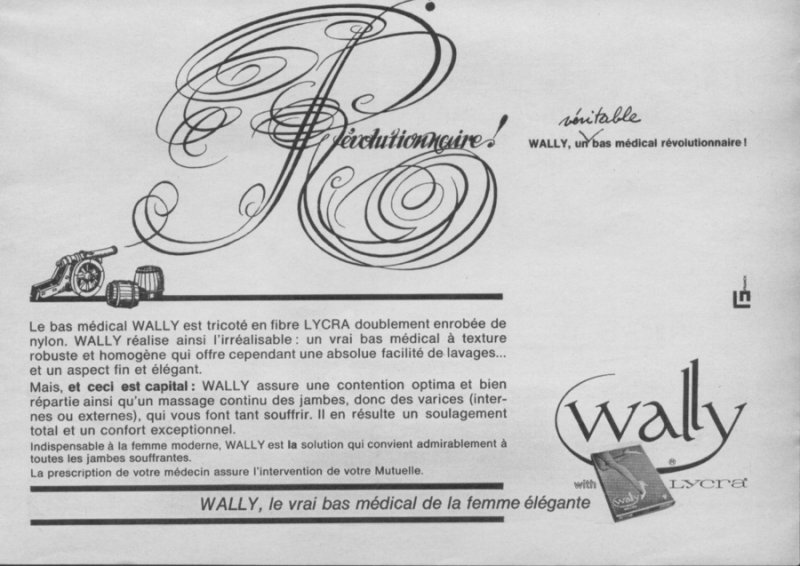 Révolutionnaire!
véritable
WALLY, un bas médical révolutionnaire !
Le bas médical WALLY est tricoté en fibre LYCRA doublement enrobée de
nylon. WALLY réalise ainsi l'irréalisable : un vrai bas médical à texture
robuste et homogène qui offre cependant une absolue facilité de lavages...
et un aspect fin et élégant.
Mais, et ceci est capital : WALLY assure une contention optima et bien
répartie ainsi qu'un massage continu des jambes, donc des varices (inter-
nes ou externes), qui vous font tant souffrir. Il en résulte un soulagement
total et un confort exceptionnel.
Indispensable à la femme moderne, WALLY est la solution qui convient admirablement à
toutes les jambes souffrantes.
La prescription de votre médecin assure l'intervention de votre Mutuelle.
WALLY, le vrai bas médical de la femme élégante
wally
®
with LYCRA
wally